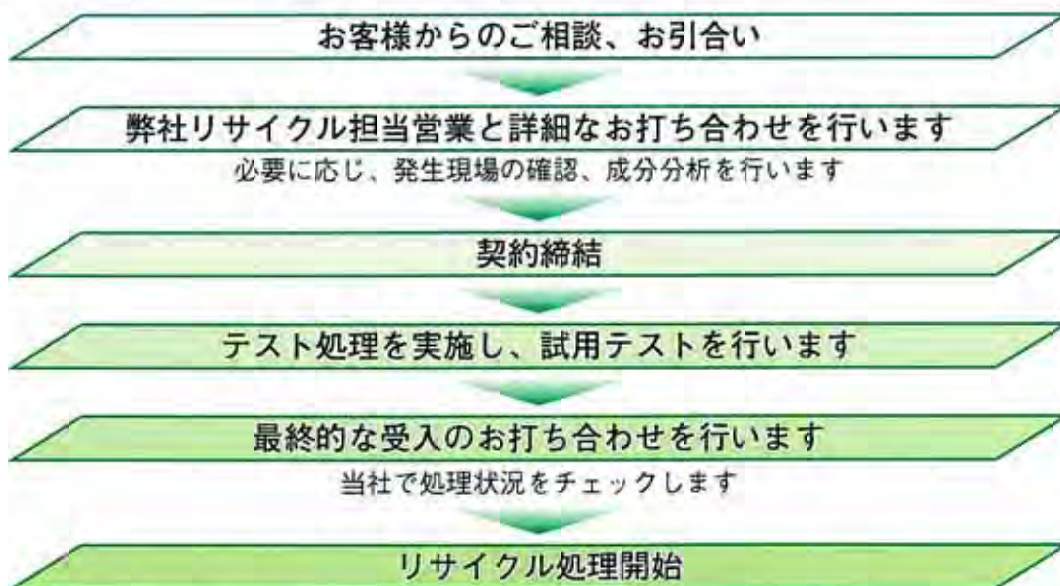 お客様からのご相談、お引合い
弊社リサイクル担当営業と詳細なお打ち合わせを行います
必要に応じ、発生現場の確認、成分分析を行います
契約締結
テスト処理を実施し、試用テストを行います
最終的な受入のお打ち合わせを行います
当社で処理状況をチェックします
リサイクル処理開始